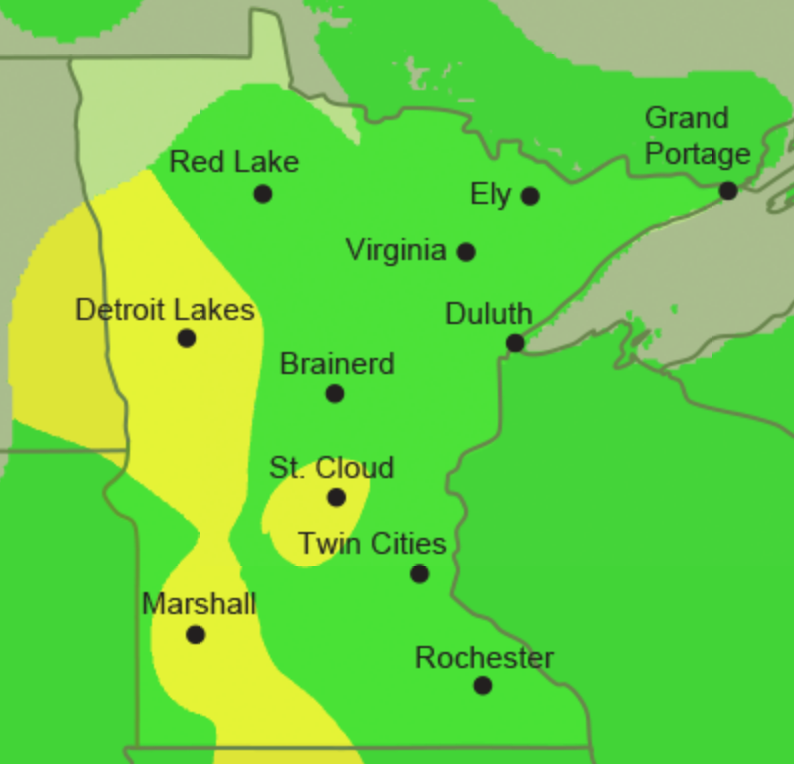 Grand
Portage
Red Lake
Ely
Virginia
Detroit Lakes
Duluth
Brainerd
St. Cloud
Twin Cities
Marshall
Rochester